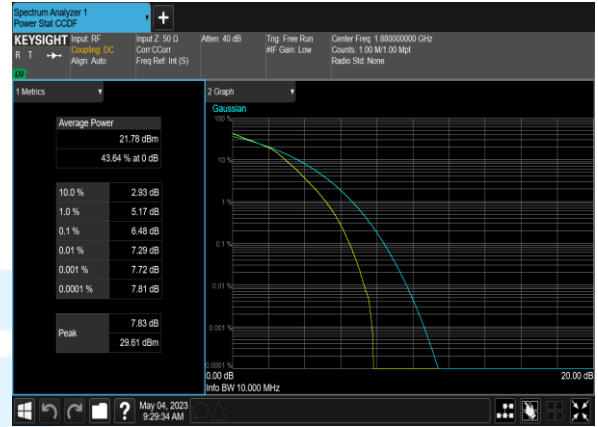 Spectrum Analyzer 1
Power Stat CCDF
KEYSIGHT
R T
LXI
Input: RF
Coupling: DC
Align: Auto
Input Z: 50 Ω
Corr CCorr
Freq Ref: Int (S)
Atten: 40 dB
Trig: Free Run
#IF Gain: Low
Center Freq: 1.880000000 GHz
Counts: 1.00 M/1.00 Mpt
Radio Std: None
1 Metrics
Average Power
21.78 dBm
43.64 % at 0 dB
10.0 % 2.93 dB
1.0 % 5.17 dB
0.1 % 6.48 dB
0.01 % 7.29 dB
0.001 % 7.72 dB
0.0001 % 7.81 dB
Peak
7.83 dB
29.61 dBm
2 Graph
Gaussian
100 %
10 %
1 %
0.1 %
0.01 %
0.001 %
0.0001 %
0.00 dB 20.00 dB
Info BW 10.000 MHz
May 04, 2023
9:29:34 AM